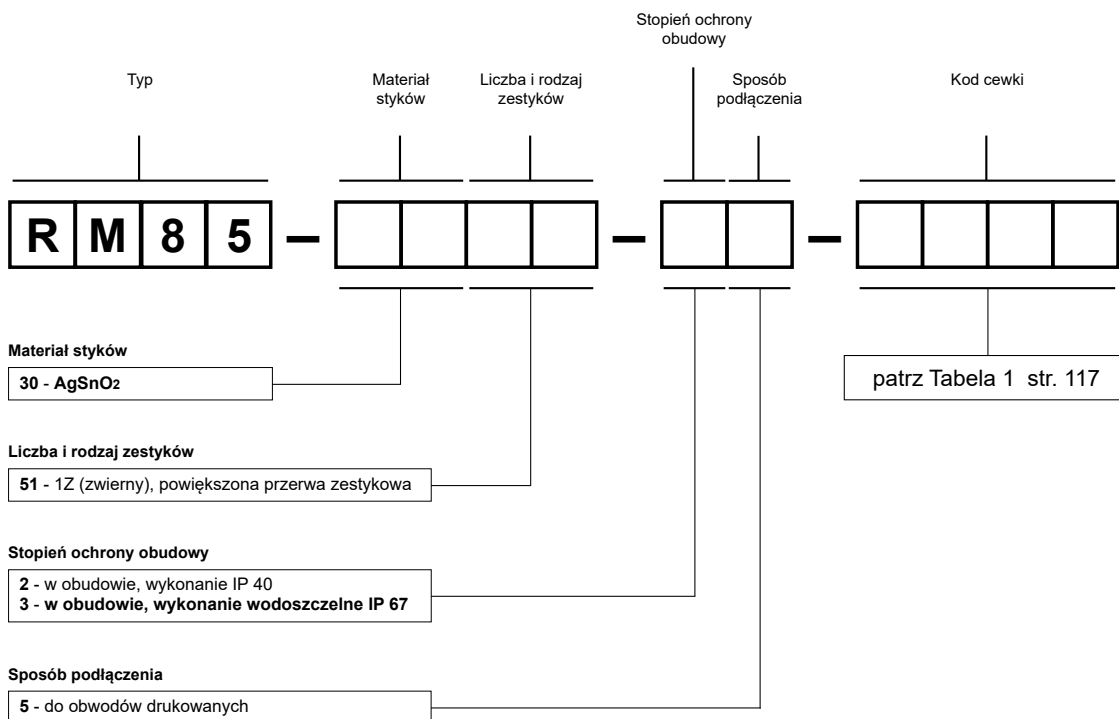 Stopień ochrony
obudowy
Typ
Materiał
styków
Liczba i rodzaj
zestyków
Sposób
podłączenia
Kod cewki
R M 8 5 – – –
Materiał styków
30 - AgSnO2
patrz Tabela 1 str. 117
Liczba i rodzaj zestyków
51 - 1Z (zwierny), powiększona przerwa zestykowa
Stopień ochrony obudowy
2 - w obudowie, wykonanie IP 40
3 - w obudowie, wykonanie wodoszczelne IP 67
Sposób podłączenia
5 - do obwodów drukowanych